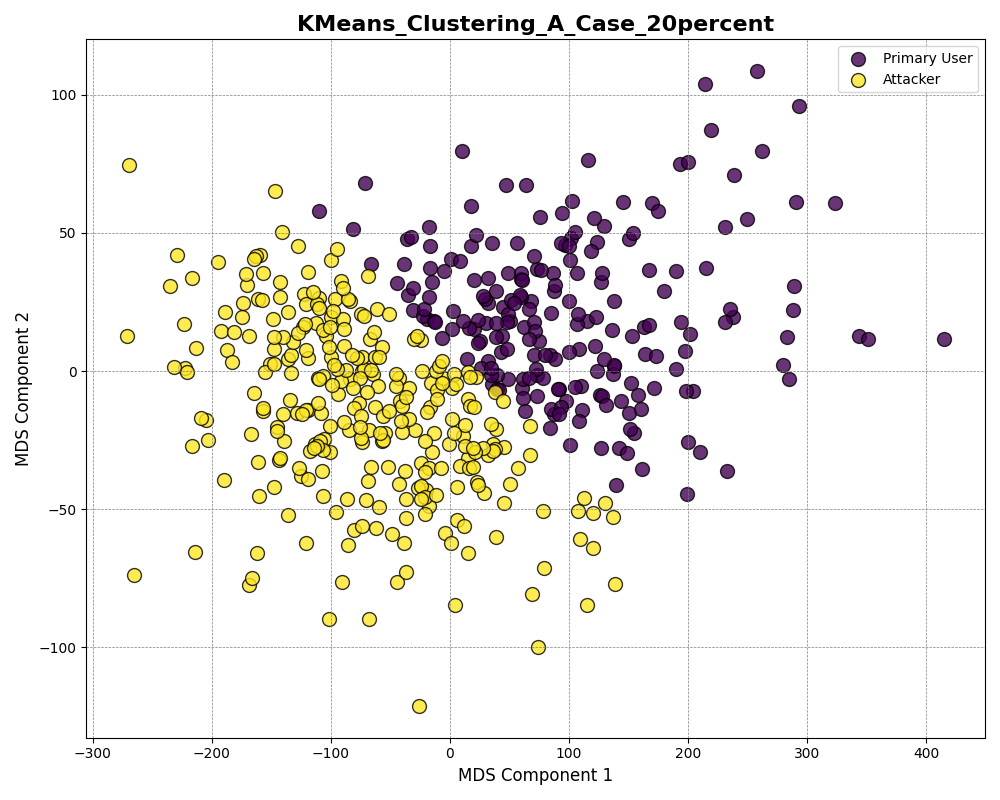 KMeans_Clustering_A_Case_20percent
Primary User
Attacker
100
50
0
−50
−100
MDS Component 2
−300
−200
−100
0
100
200
300
400
MDS Component 1